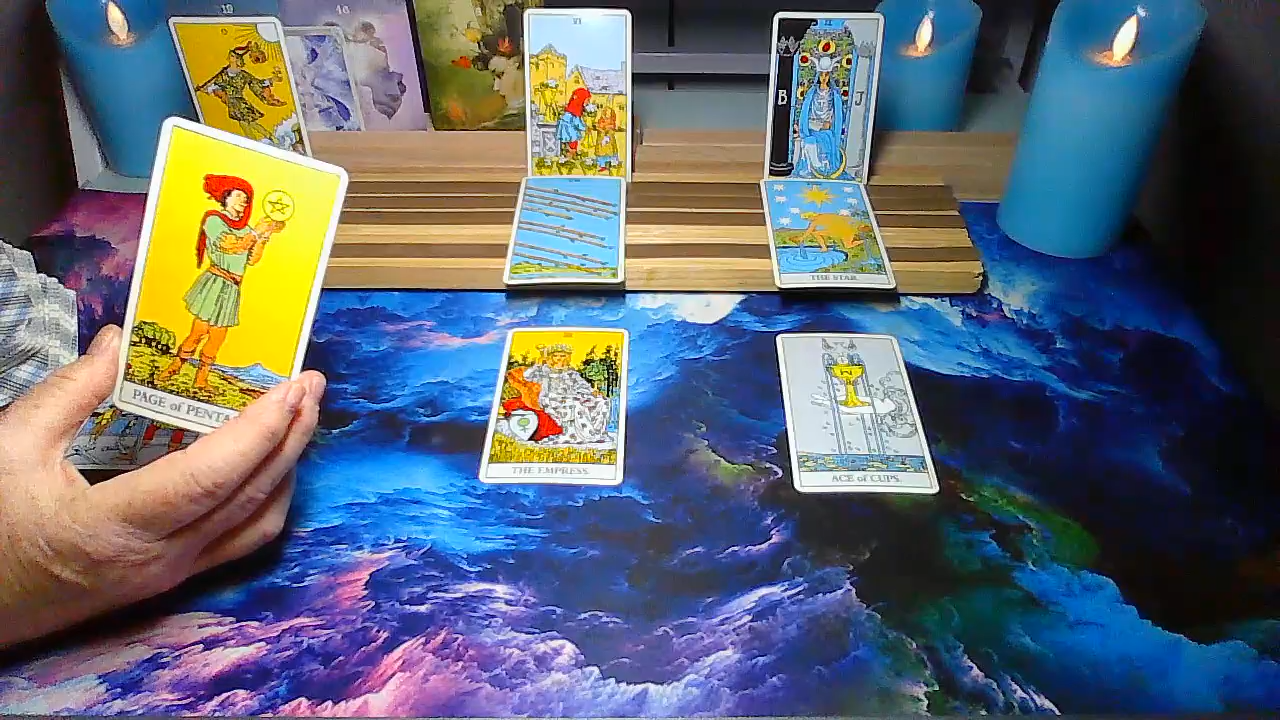 VI
B J
THE STAR
PAGE of PENTA
THE EMPRESS.
ACE of CUPS.